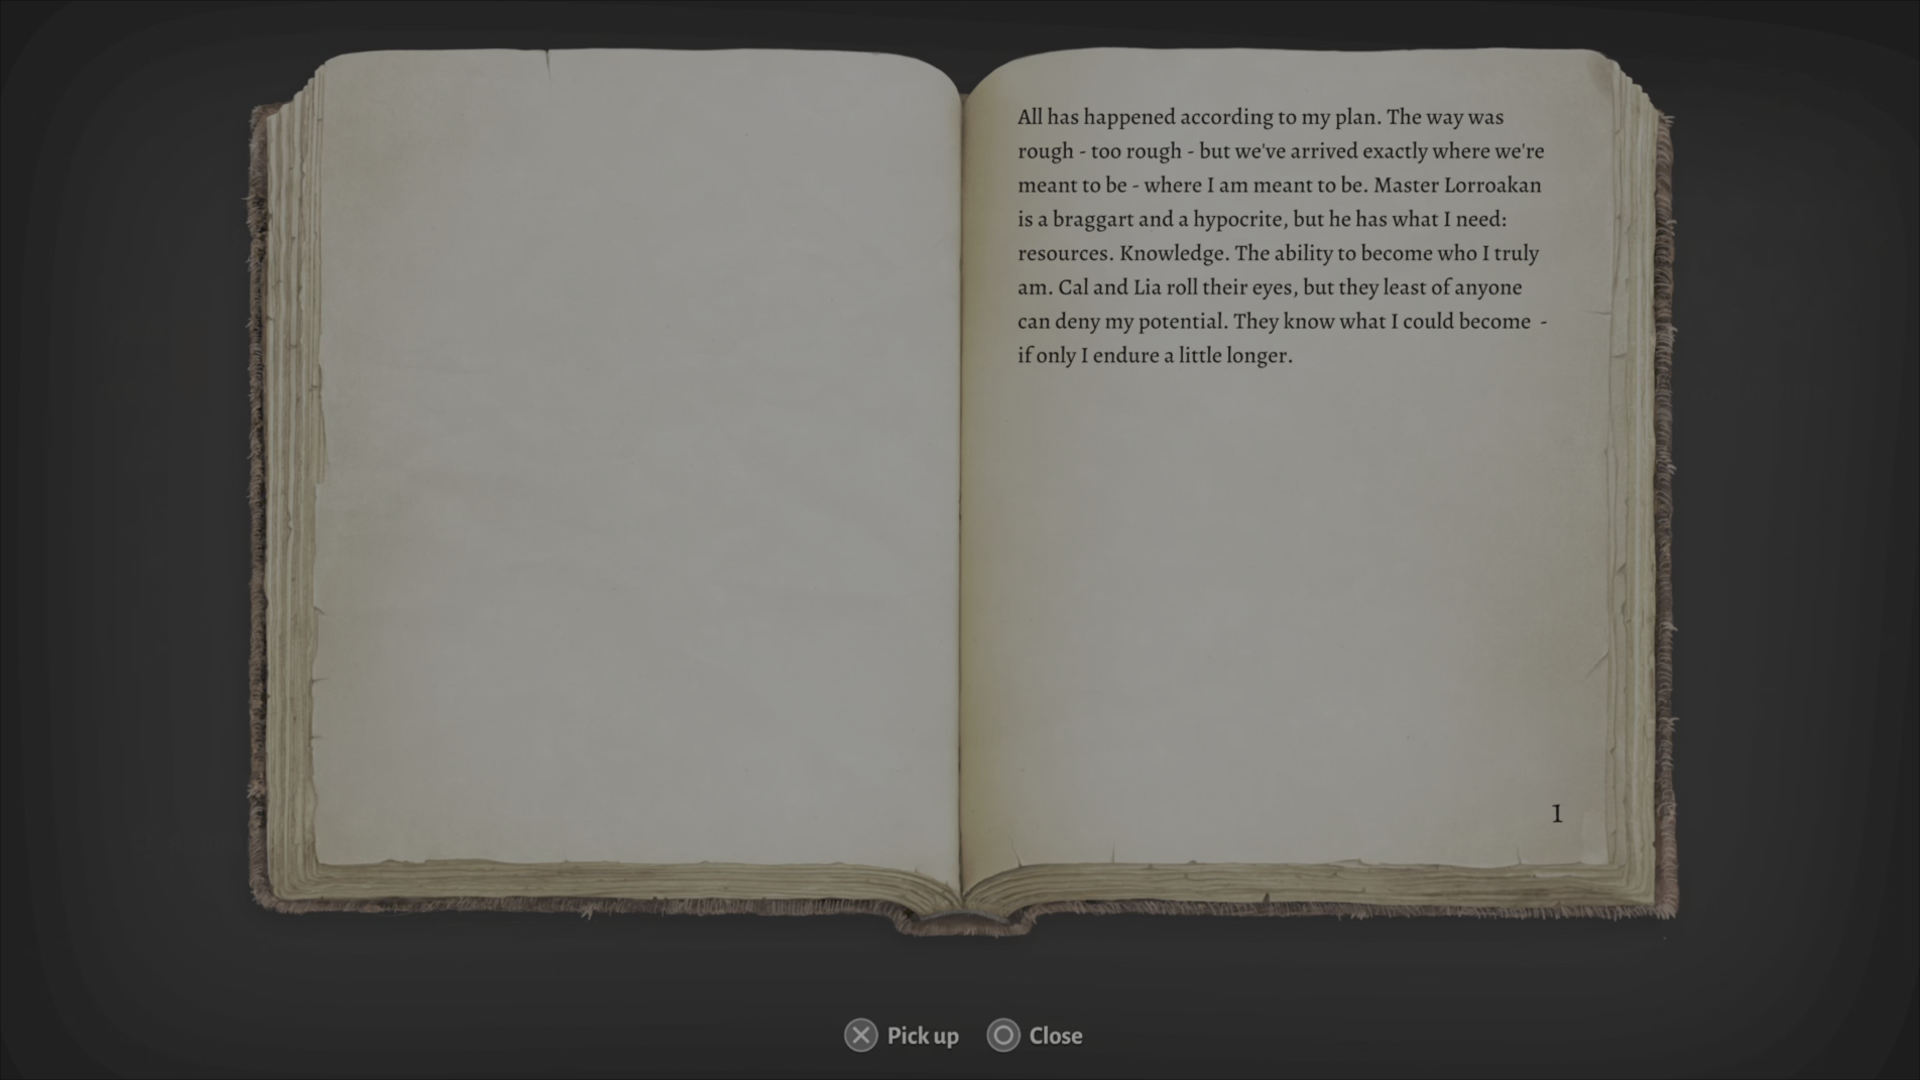 All has happened according to my plan. The way was
rough - too rough - but we've arrived exactly where we're
meant to be - where I am meant to be. Master Lorroakan
is a braggart and a hypocrite, but he has what I need:
resources. Knowledge. The ability to become who I truly
am. Cal and Lia roll their eyes, but they least of anyone
can deny my potential. They know what I could become  -
if only I endure a little longer.
1
Pick up
Close